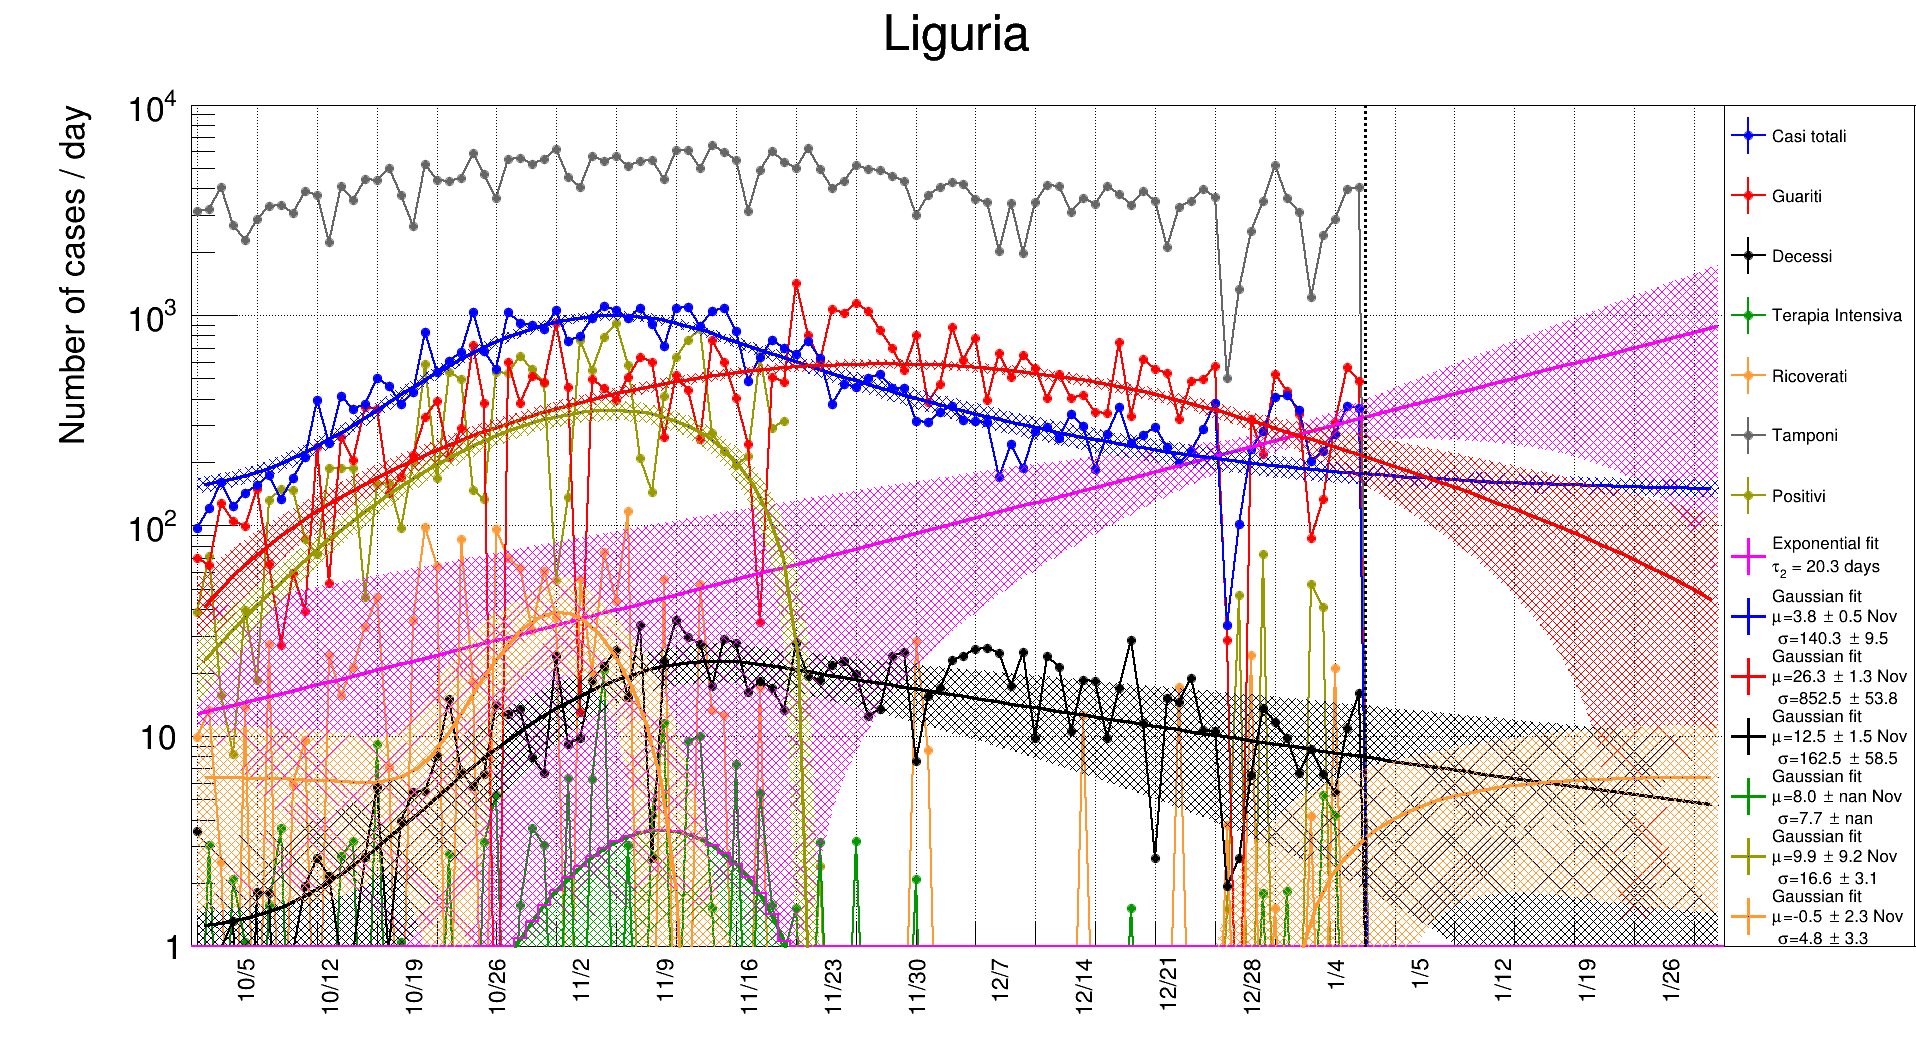 Liguria
Number of cases / day
10^4
10^3
10^2
10
1
10/5
10/12
10/19
10/26
11/2
11/9
11/16
11/23
11/30
12/7
12/14
12/21
12/28
1/4
1/5
1/12
1/19
1/26
Casi totali
Guariti
Decessi
Terapia Intensiva
Ricoverati
Tamponi
Positivi
Exponential fit
τ₂ = 20.3 days
Gaussian fit
μ=3.8 ± 0.5 Nov
σ=140.3 ± 9.5
Gaussian fit
μ=26.3 ± 1.3 Nov
σ=852.5 ± 53.8
Gaussian fit
μ=12.5 ± 1.5 Nov
σ=162.5 ± 58.5
Gaussian fit
μ=8.0 ± nan Nov
σ=7.7 ± nan
Gaussian fit
μ=9.9 ± 9.2 Nov
σ=16.6 ± 3.1
Gaussian fit
μ=-0.5 ± 2.3 Nov
σ=4.8 ± 3.3